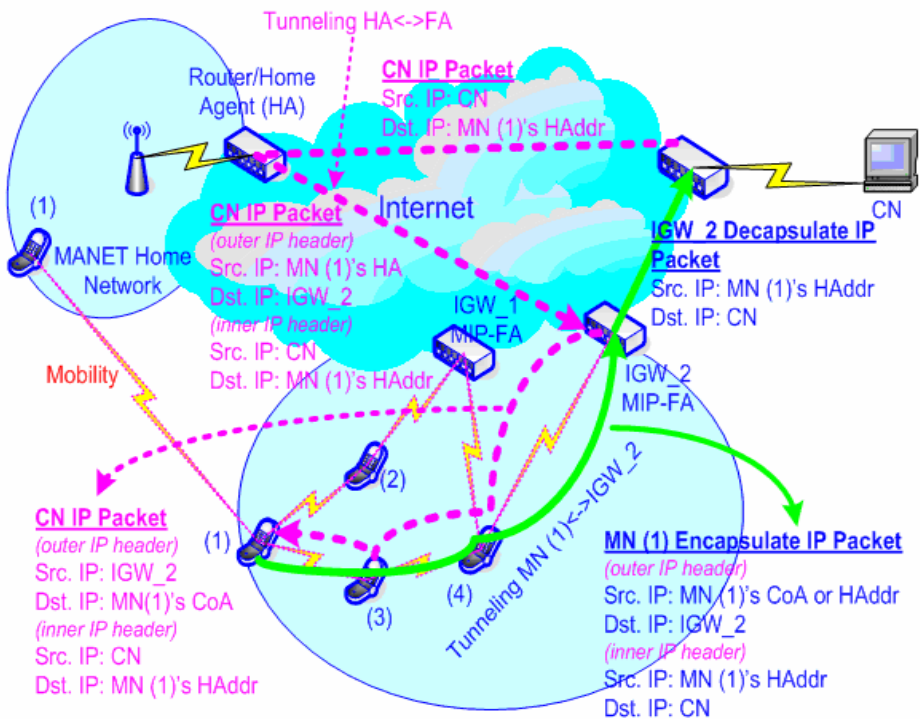 Tunneling HA<->FA
Router/Home
Agent (HA)
CN IP Packet
Src. IP: CN
Dst. IP: MN (1)'s HAddr
(1)
MANET Home
Network
CN IP Packet
(outer IP header)
Src. IP: MN (1)'s HA
Dst. IP: IGW_2
(inner IP header)
Src. IP: CN
Dst. IP: MN (1)'s HAddr
Internet
CN
IGW_2 Decapsulate IP
Packet
Src. IP: MN (1)'s HAddr
Dst. IP: CN
IGW_1
MIP-FA
IGW_2
MIP-FA
Mobility
(2)
(1)
(3)
(4)
Tunneling MN (1)<->IGW_2
CN IP Packet
(outer IP header)
Src. IP: IGW_2
Dst. IP: MN(1)'s CoA
(inner IP header)
Src. IP: CN
Dst. IP: MN (1)'s HAddr
MN (1) Encapsulate IP Packet
(outer IP header)
Src. IP: MN (1)'s CoA or HAddr
Dst. IP: IGW_2
(inner IP header)
Src. IP: MN (1)'s HAddr
Dst. IP: CN